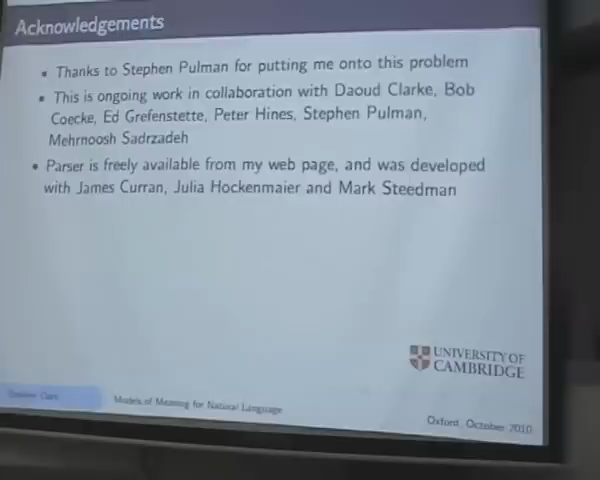 Acknowledgements
Thanks to Stephen Pulman for putting me onto this problem
This is ongoing work in collaboration with Daoud Clarke, Bob
Coecke, Ed Grefenstette, Peter Hines, Stephen Pulman,
Mehrnoosh Sadrzadeh
Parser is freely available from my web page, and was developed
with James Curran, Julia Hockenmaier and Mark Steedman
UNIVERSITY OF
CAMBRIDGE
Models of Meaning for Natural Language
Oxford, October 2010